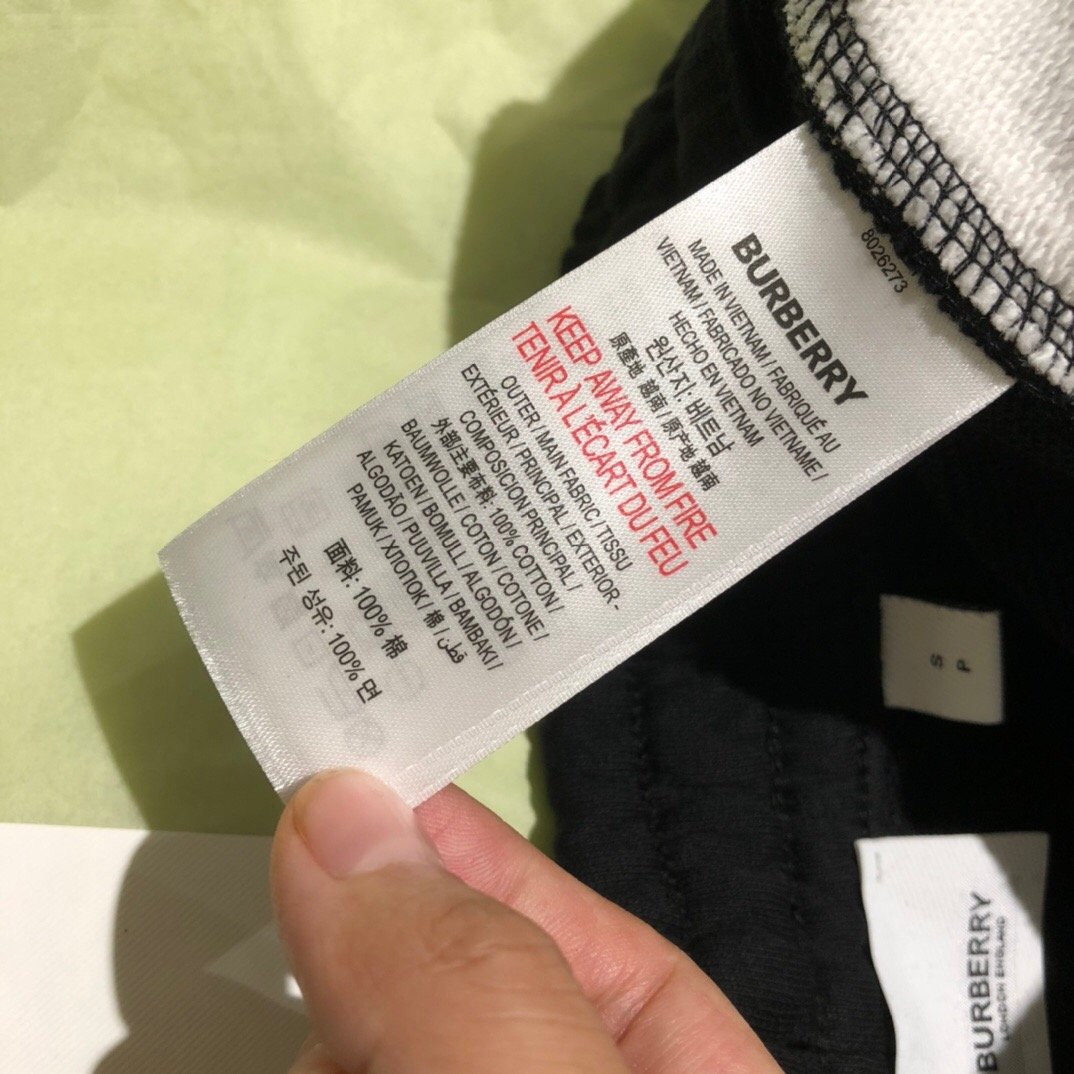 8026273
BURBERRY
MADE IN VIETNAM / FABRIQUÉ AU
VIETNAM / FABRICADO NO VIETNAME /
HECHO EN VIETNAM
원산지: 베트남
原產地 越南 / 原产地 越南
KEEP AWAY FROM FIRE
TENIR À L'ÉCART DU FEU
OUTER / MAIN FABRIC / TISSU
EXTÉRIEUR / PRINCIPAL / EXTERIOR -
COMPOSICION PRINCIPAL /
外部主要布料: 100% COTTON /
BAUMWOLLE / COTON / COTONE /
KATOEN / BOMULL / ALGODÓN /
ALGODÃO / PUUVILLA / BAMBAKI /
PAMUK / ХЛОПОК / 棉 / قطن
面料: 100% 棉
주된 섬유: 100% 면
S
P
BURBERRY
LONDON ENGLAND